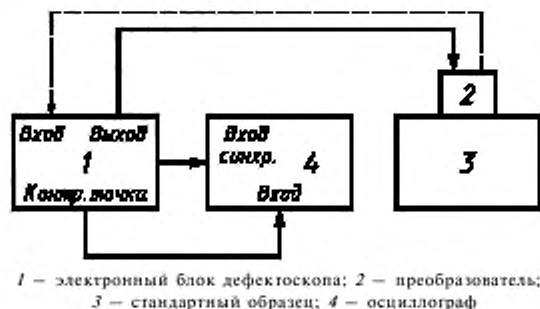 2
Вход Выход
1
Контр. точка
Вход
синхр.
4
Вход
3
1 — электронный блок дефектоскопа; 2 — преобразователь;
3 — стандартный образец; 4 — осциллограф